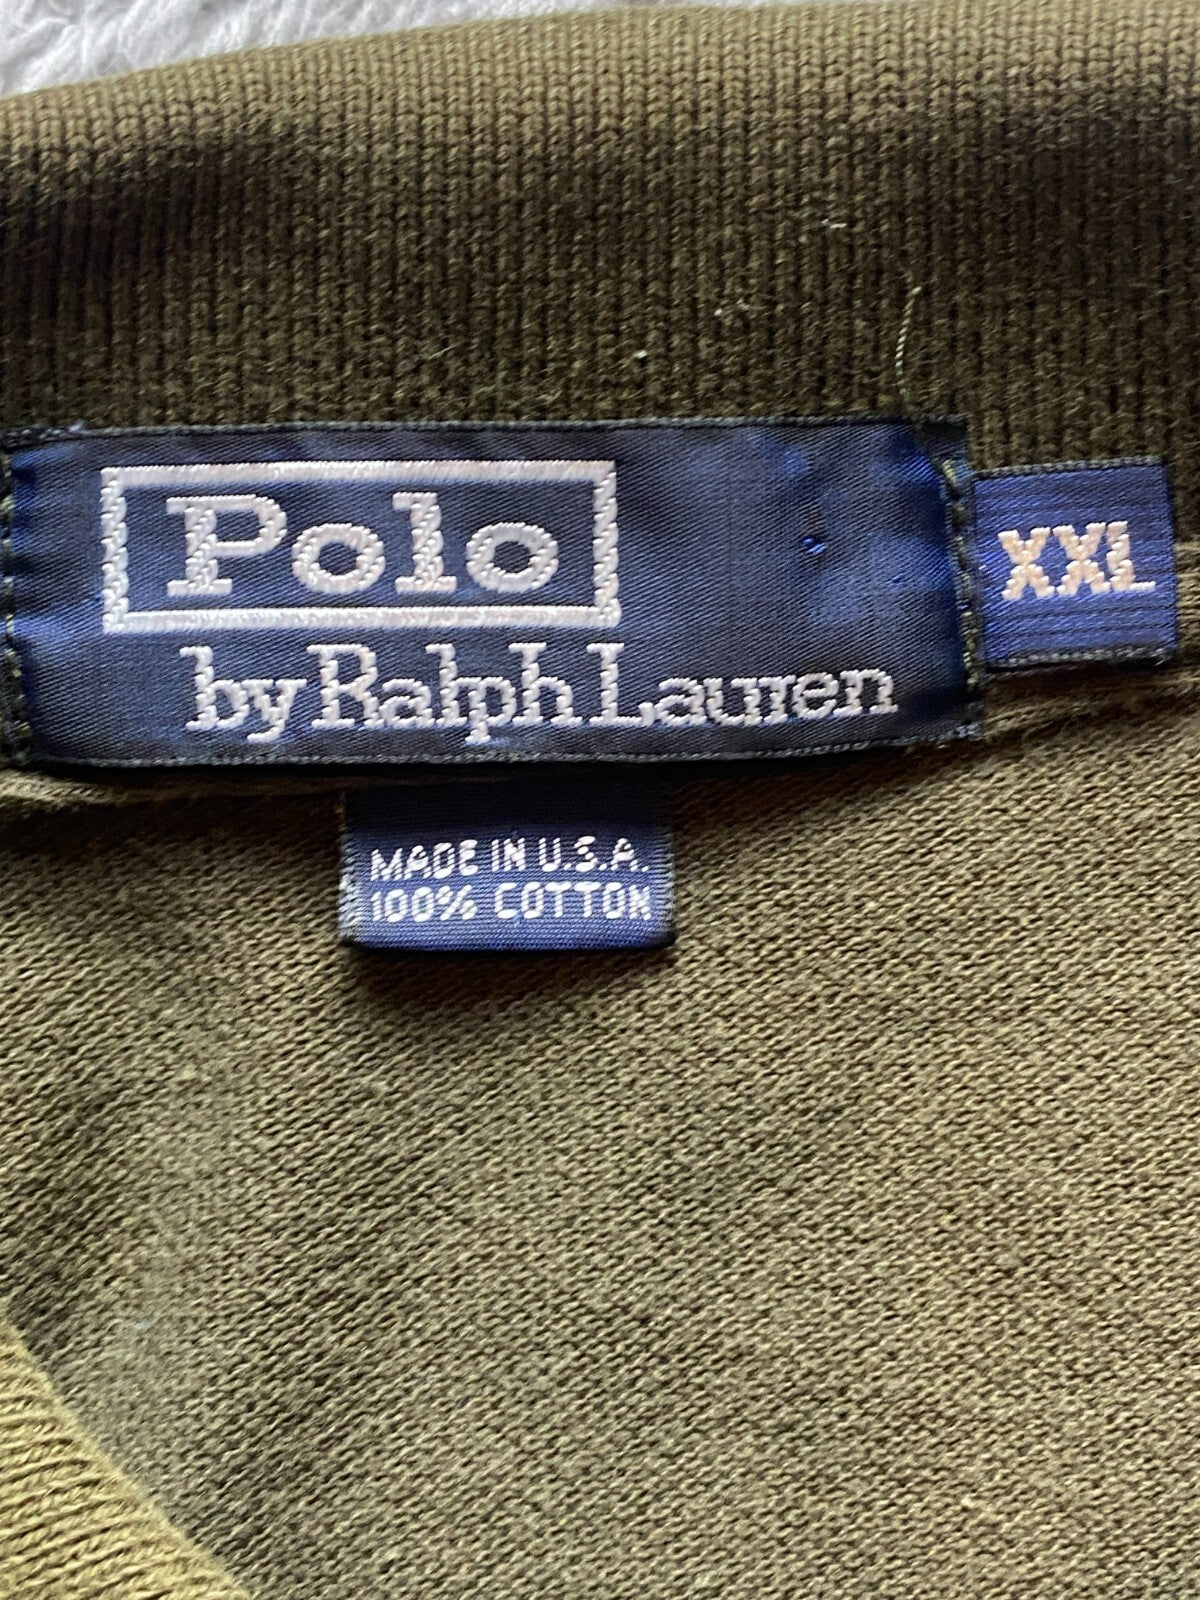 Polo
by Ralph Lauren
XXL
MADE IN U.S.A.
100% COTTON